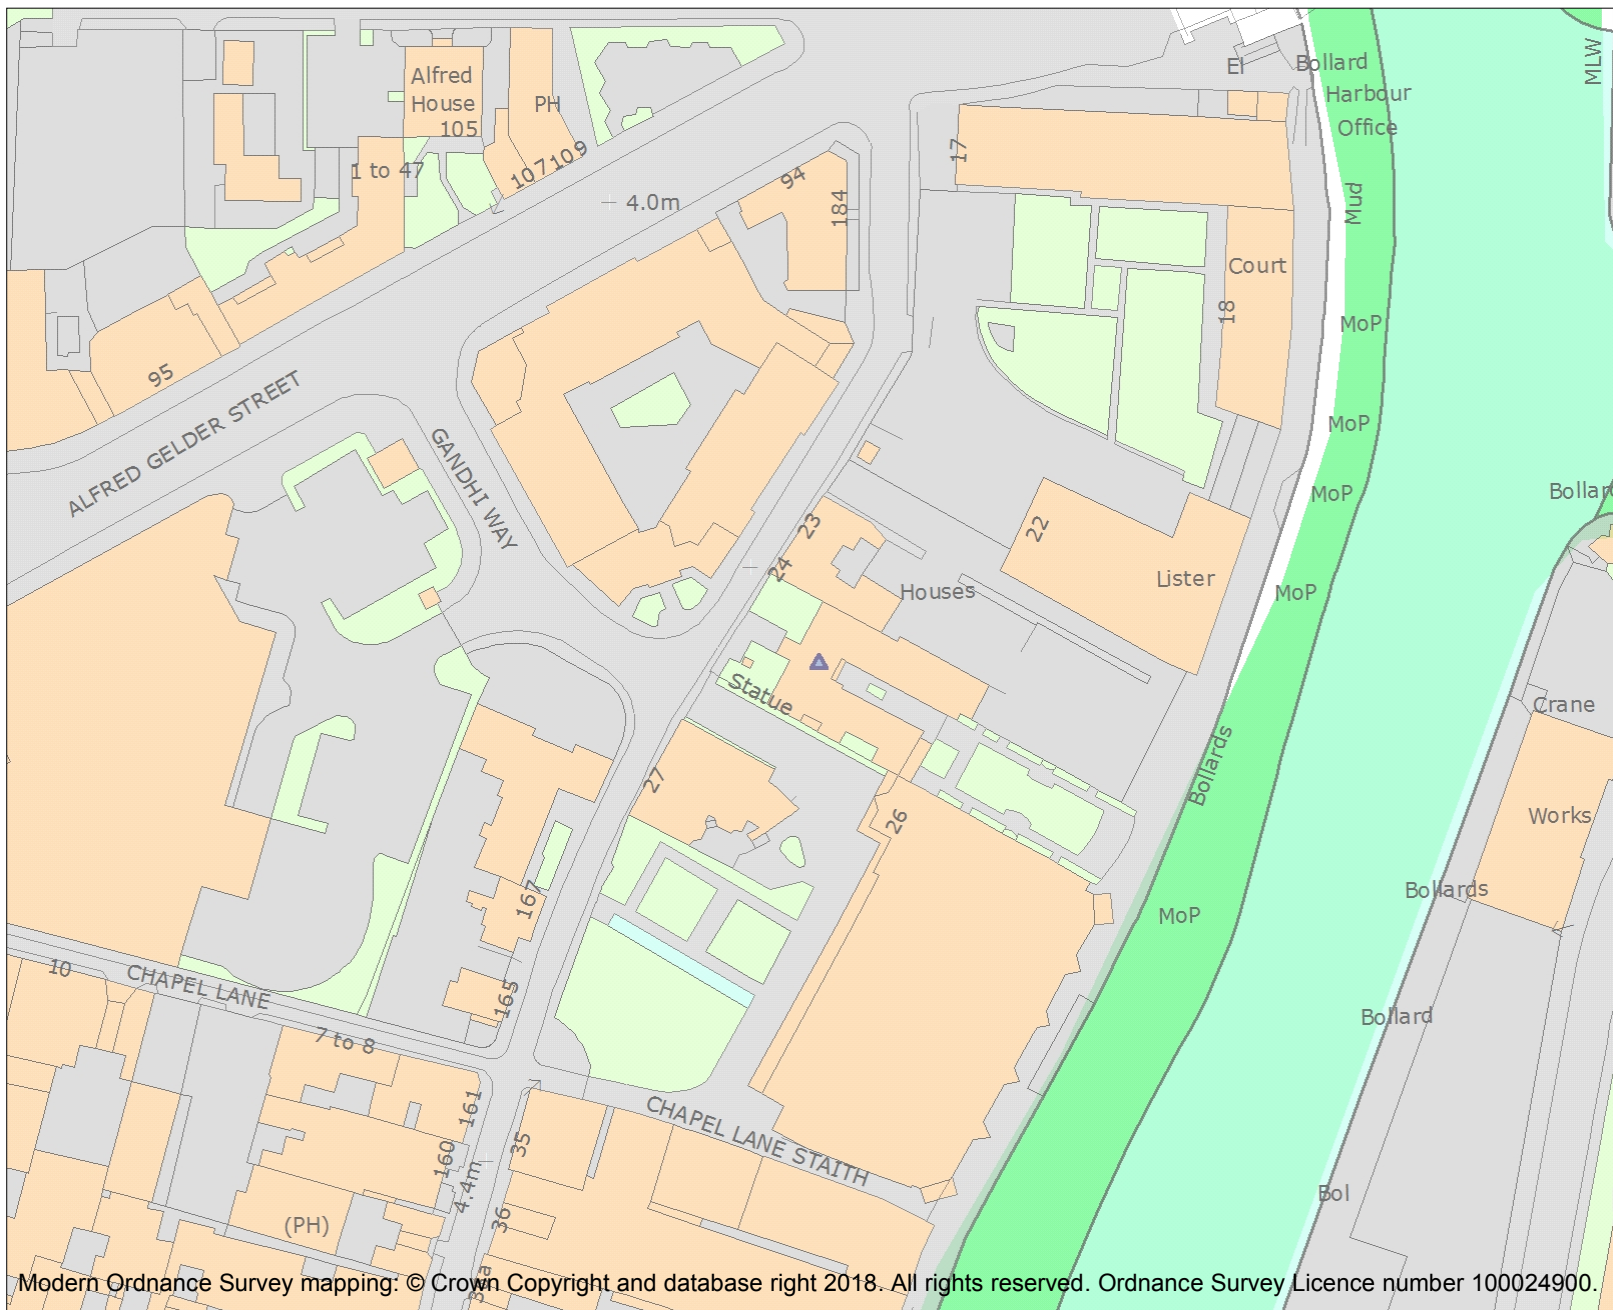 MLW
El
Bollard
Harbour
Office
Alfred
House
105
PH
107
109
1 to 47
4.0m
94
184
17
Mud
Court
18
MoP
95
ALFRED GELDER STREET
GANDHI WAY
MoP
MoP
Bollard
23
24
22
Houses
Lister
MoP
Statue
Crane
Bollards
27
26
Works
167
Bollards
MoP
10
CHAPEL LANE
165
7 to 8
Bollard
161
35
CHAPEL LANE STAITH
160
4.4m
36
Bol
(PH)
Modern Ordnance Survey mapping: © Crown Copyright and database right 2018. All rights reserved. Ordnance Survey Licence number 100024900.